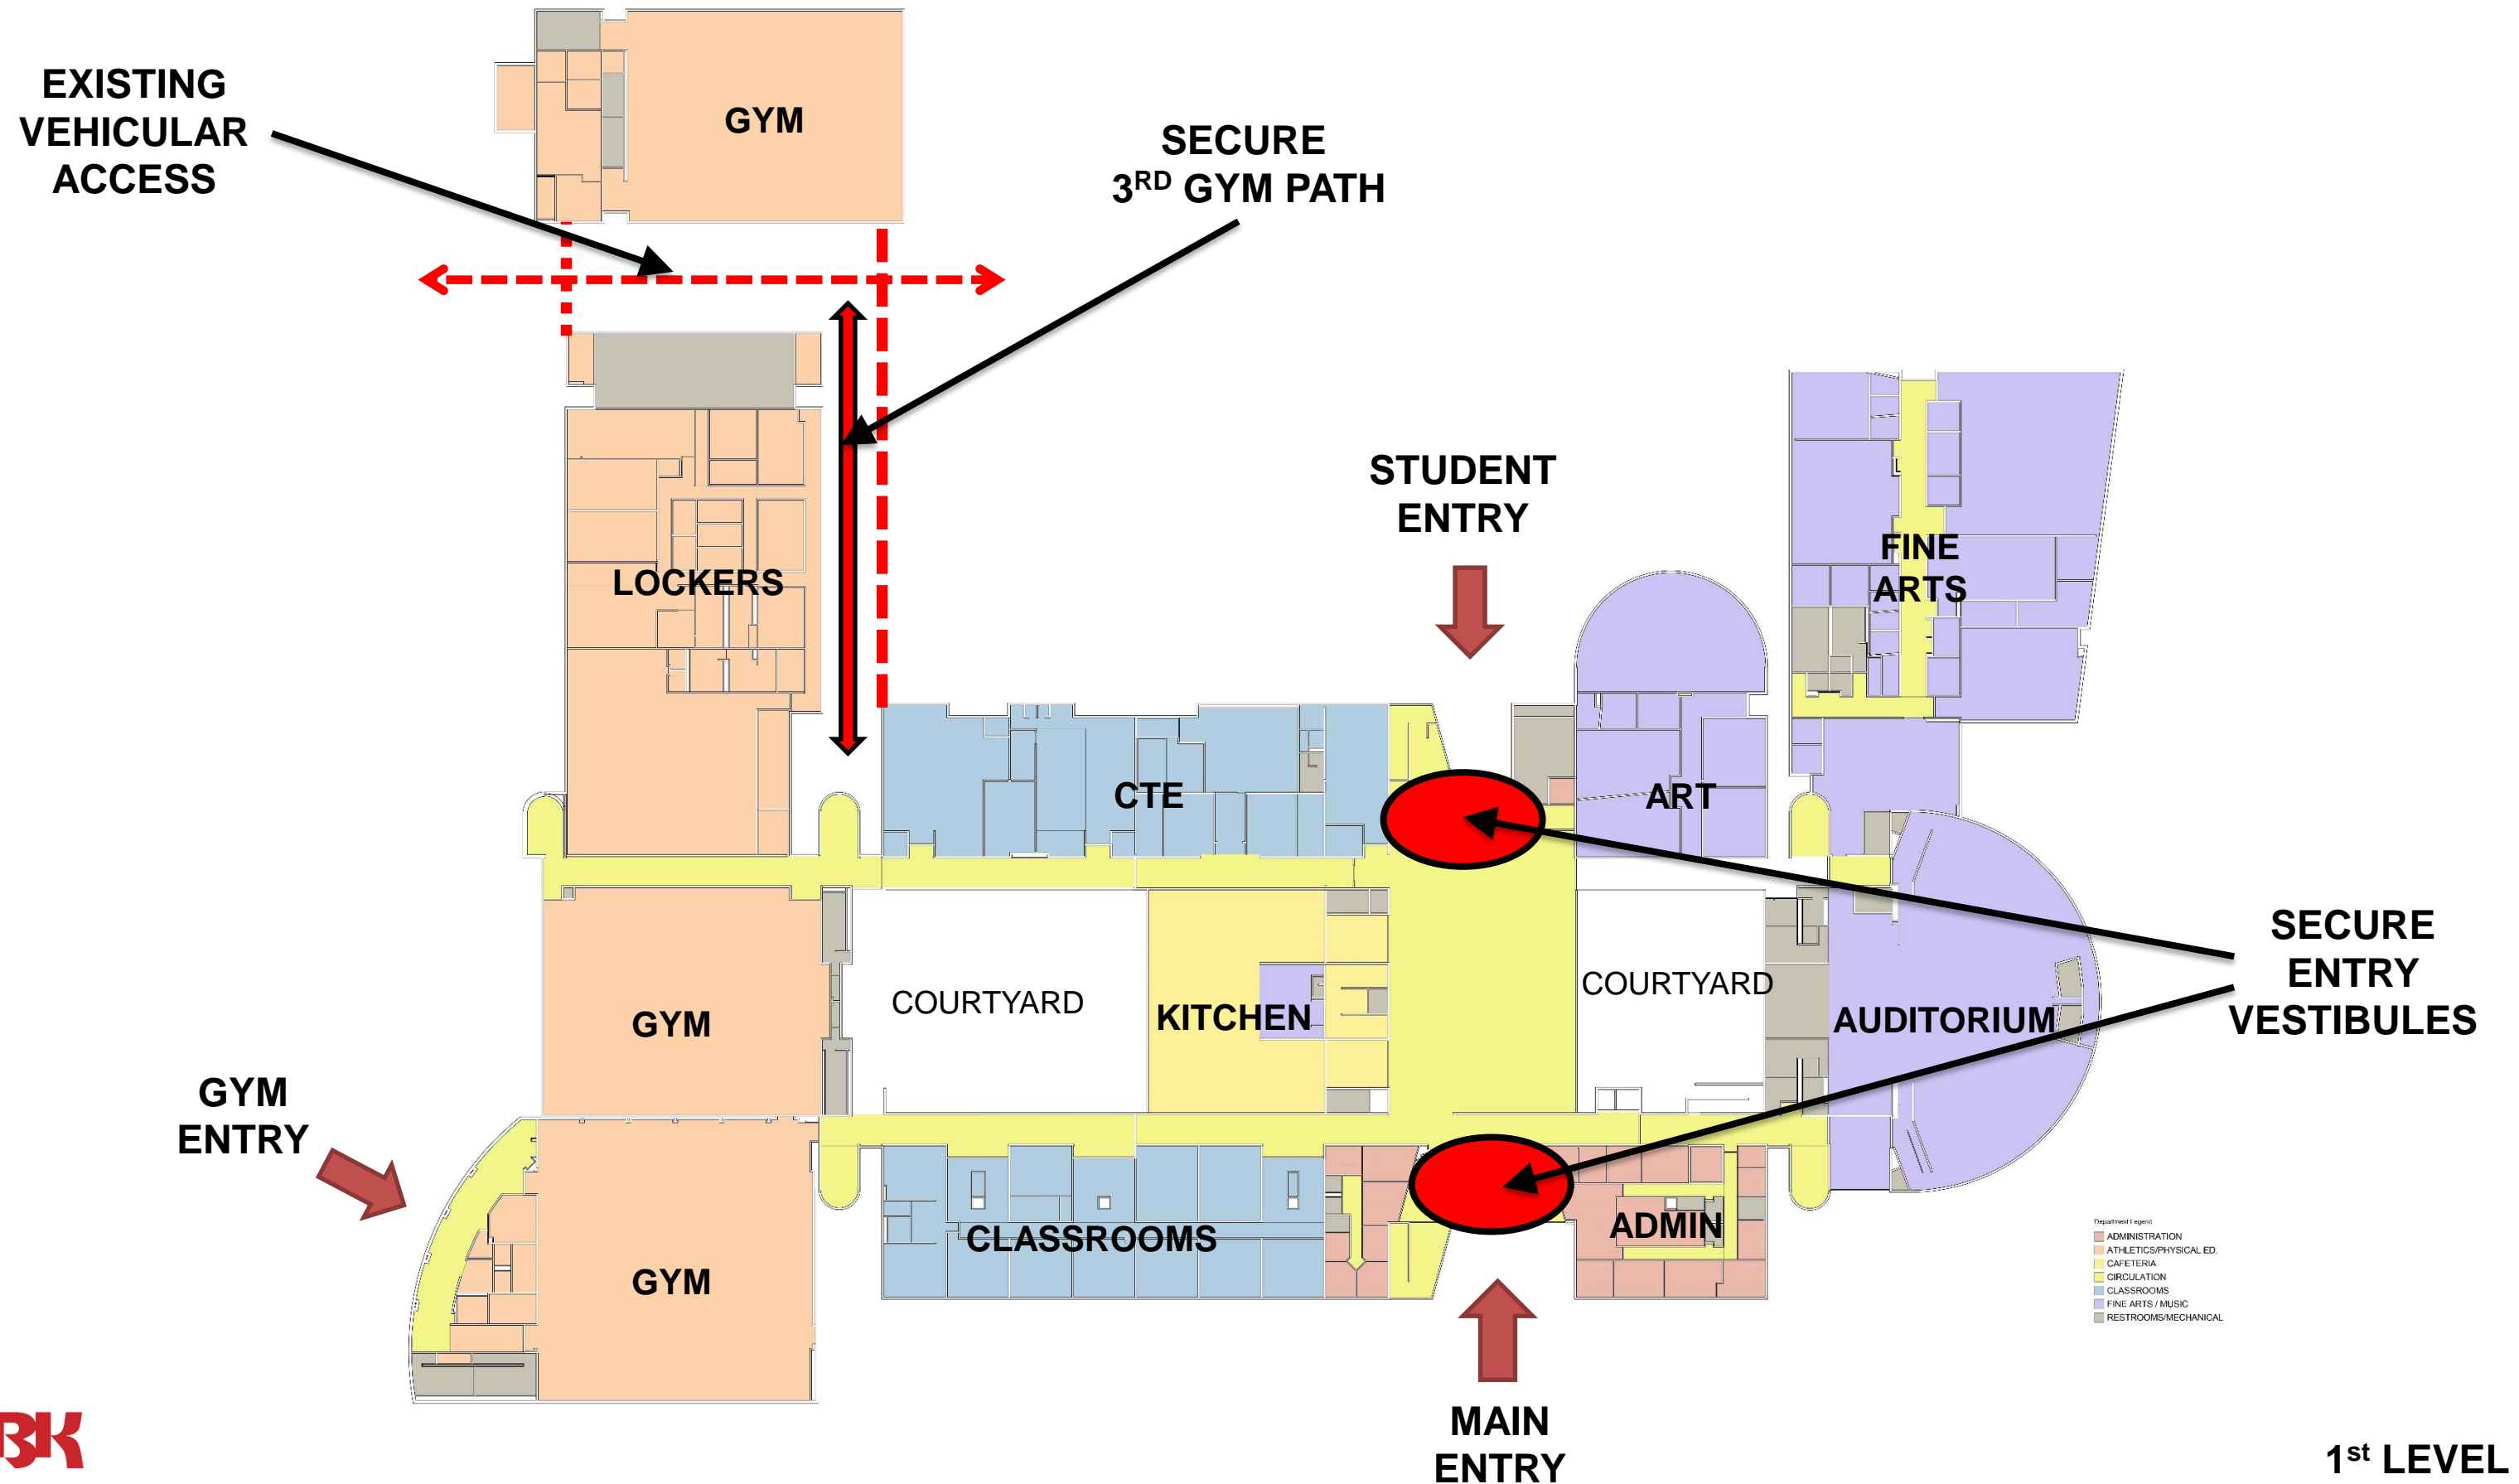 EXISTING
VEHICULAR
ACCESS
GYM
SECURE
3RD GYM PATH
STUDENT
ENTRY
LOCKERS
FINE
ARTS
CTE
ART
SECURE
ENTRY
VESTIBULES
COURTYARD
KITCHEN
COURTYARD
AUDITORIUM
GYM
GYM
ENTRY
CLASSROOMS
ADMIN
GYM
Department Legend
ADMINISTRATION
ATHLETICS/PHYSICAL ED.
CAFETERIA
CIRCULATION
CLASSROOMS
FINE ARTS / MUSIC
RESTROOMS/MECHANICAL
MAIN
ENTRY
BK
1st LEVEL